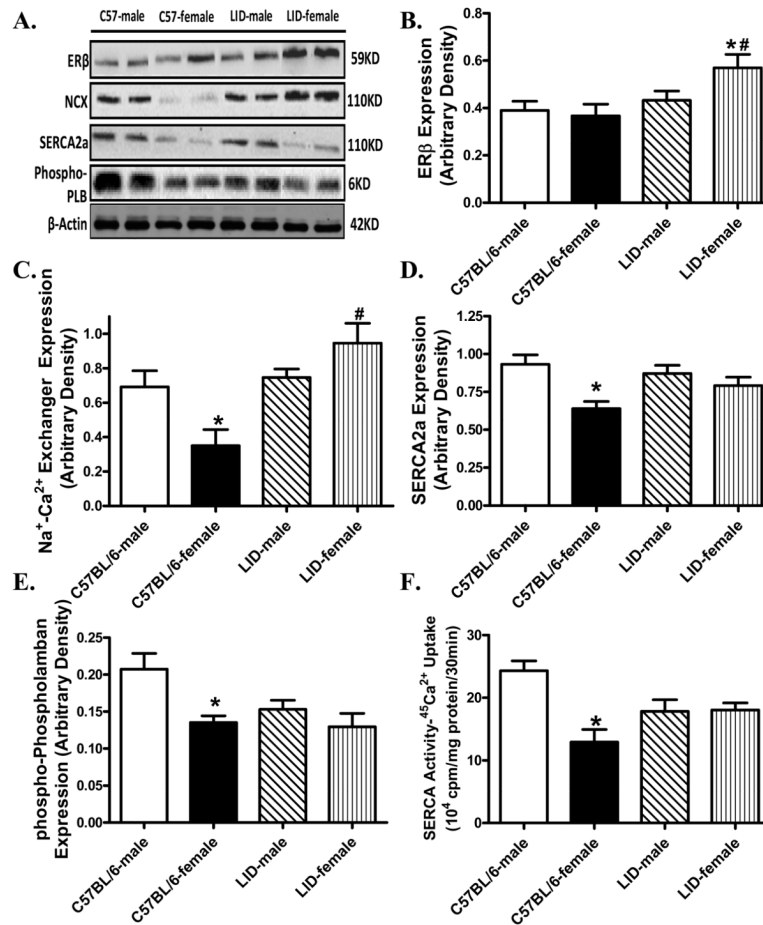 A.
C57-male C57-female LID-male LID-female
ERβ 59KD
NCX 110KD
SERCA2a 110KD
Phospho-
PLB 6KD
β-Actin 42KD
B.
ERβ Expression
(Arbitrary Density)
0.8
0.6
0.4
0.2
0.0
*#
C57BL/6-male
C57BL/6-female
LID-male
LID-female
C.
Na⁺-Ca²⁺ Exchanger Expression
(Arbitrary Density)
1.0
0.8
0.6
0.4
0.2
0.0
*
#
C57BL/6-male
C57BL/6-female
LID-male
LID-female
D.
SERCA2a Expression
(Arbitrary Density)
1.25
1.00
0.75
0.50
0.25
0.00
*
C57BL/6-male
C57BL/6-female
LID-male
LID-female
E.
phospho-Phospholamban
Expression (Arbitrary Density)
0.25
0.20
0.15
0.10
0.05
0.00
*
C57BL/6-male
C57BL/6-female
LID-male
LID-female
F.
SERCA Activity-⁴⁵Ca²⁺ Uptake
(10⁴ cpm/mg protein/30min)
30
20
10
0
*
C57BL/6-male
C57BL/6-female
LID-male
LID-female